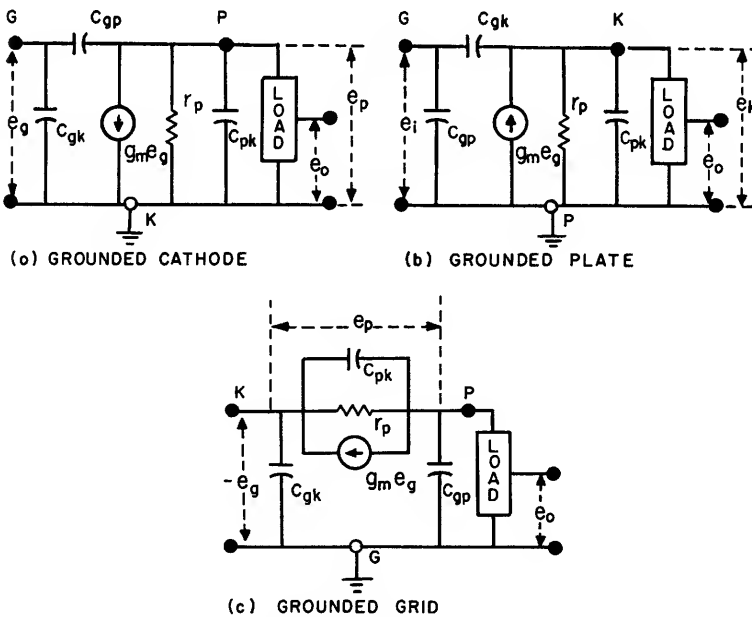 G Cgp P
eg Cgk gmeg rp Cpk LOAD eo ep
K
(a) GROUNDED CATHODE
G Cgk K
ei Cgp gmeg rp Cpk LOAD eo ek
P
(b) GROUNDED PLATE
ep
Cpk
K P
rp
-eg Cgk gmeg Cgp LOAD eo
G
(c) GROUNDED GRID